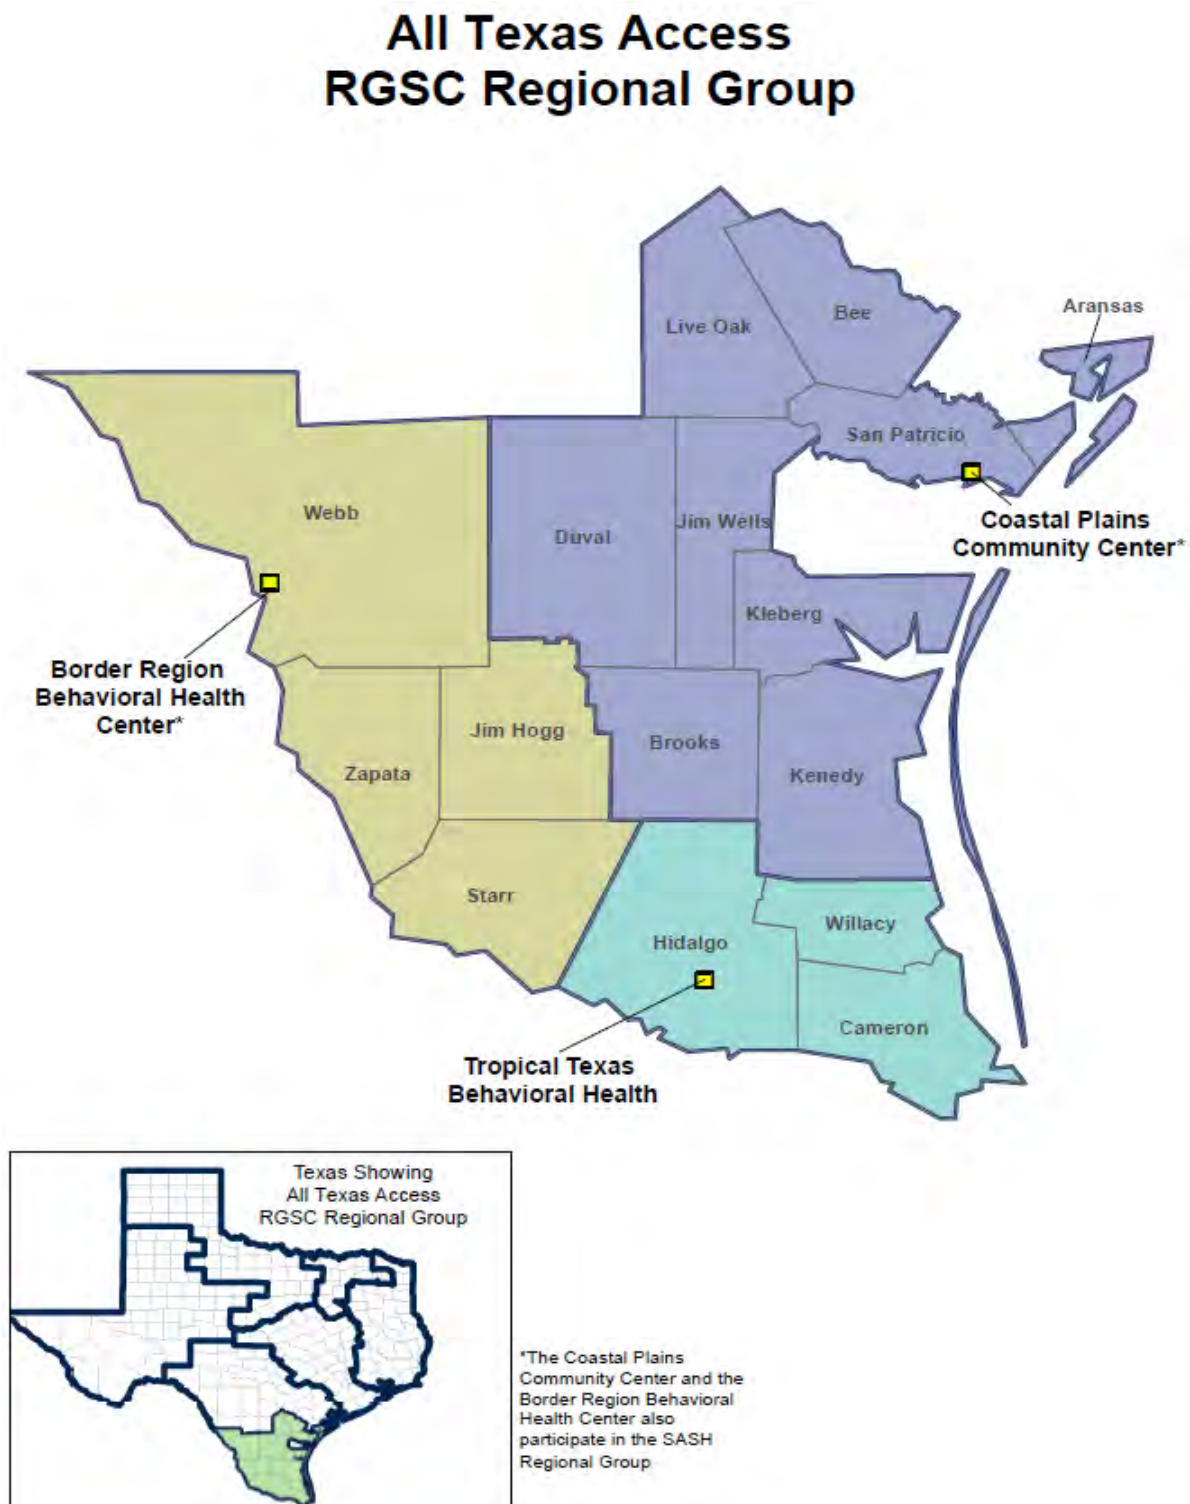 All Texas Access
RGSC Regional Group
Aransas
Bee
Live Oak
San Patricio
Webb
Duval
Jim Wells
Coastal Plains
Community Center*
Kleberg
Border Region
Behavioral Health
Center*
Jim Hogg
Brooks
Zapata
Kenedy
Starr
Willacy
Hidalgo
Cameron
Tropical Texas
Behavioral Health
Texas Showing
All Texas Access
RGSC Regional Group
*The Coastal Plains
Community Center and the
Border Region Behavioral
Health Center also
participate in the SASH
Regional Group